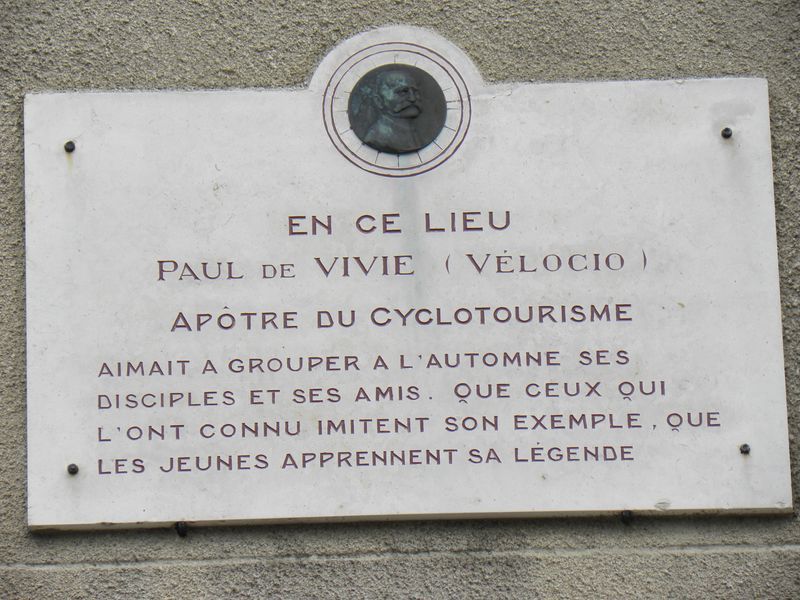 EN CE LIEU
PAUL DE VIVIE (VÉLOCIO)
APÔTRE DU CYCLOTOURISME
AIMAIT A GROUPER A L'AUTOMNE SES
DISCIPLES ET SES AMIS. QUE CEUX QUI
L'ONT CONNU IMITENT SON EXEMPLE, QUE
LES JEUNES APPRENNENT SA LÉGENDE